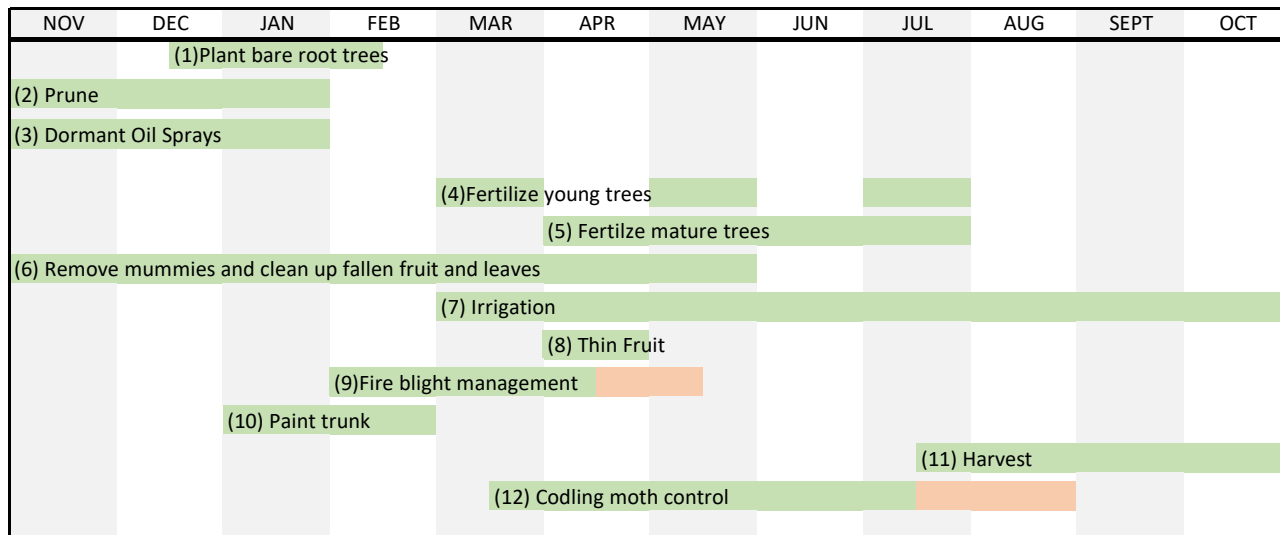 NOV DEC JAN FEB MAR APR MAY JUN JUL AUG SEPT OCT
(1)Plant bare root trees
(2) Prune
(3) Dormant Oil Sprays
(4)Fertilize young trees
(5) Fertilze mature trees
(6) Remove mummies and clean up fallen fruit and leaves
(7) Irrigation
(8) Thin Fruit
(9)Fire blight management
(10) Paint trunk
(11) Harvest
(12) Codling moth control